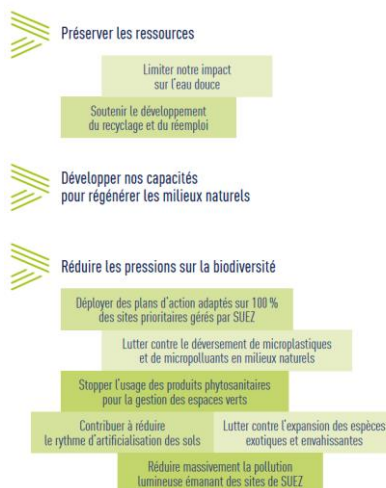 Préserver les ressources
Limiter notre impact
sur l'eau douce
Soutenir le développement
du recyclage et du réemploi
Développer nos capacités
pour régénérer les milieux naturels
Réduire les pressions sur la biodiversité
Déployer des plans d'action adaptés sur 100 %
des sites prioritaires gérés par SUEZ
Lutter contre le déversement de microplastiques
et de micropolluants en milieux naturels
Stopper l'usage des produits phytosanitaires
pour la gestion des espaces verts
Contribuer à réduire
le rythme d'artificialisation des sols
Lutter contre l'expansion des espèces
exotiques et envahissantes
Réduire massivement la pollution
lumineuse émanant des sites de SUEZ